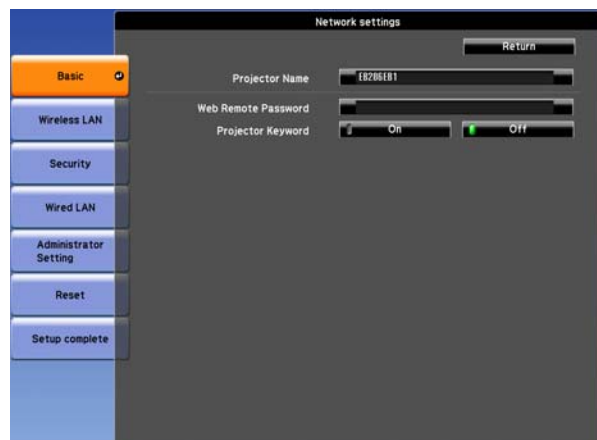 Network settings
Return
Basic
Projector Name
EB286EB1
Wireless LAN
Web Remote Password
Projector Keyword
On
Off
Security
Wired LAN
Administrator
Setting
Reset
Setup complete